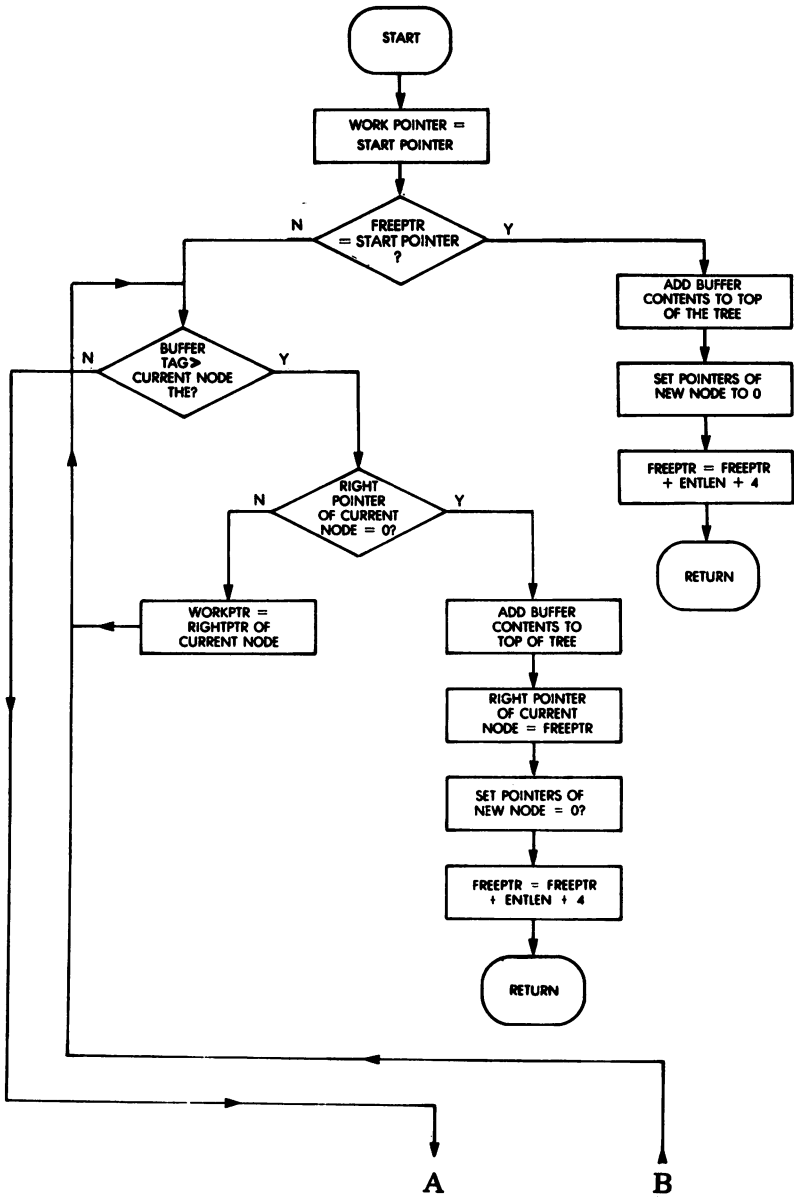 START
WORK POINTER =
START POINTER
FREEPTR
= START POINTER
?
N
Y
ADD BUFFER
CONTENTS TO TOP
OF THE TREE
SET POINTERS OF
NEW NODE TO 0
FREEPTR = FREEPTR
+ ENTLEN + 4
RETURN
BUFFER
TAG>
CURRENT NODE
THE?
N
Y
RIGHT
POINTER
OF CURRENT
NODE = 0?
N
Y
WORKPTR =
RIGHTPTR OF
CURRENT NODE
ADD BUFFER
CONTENTS TO
TOP OF TREE
RIGHT POINTER
OF CURRENT
NODE = FREEPTR
SET POINTERS OF
NEW NODE = 0?
FREEPTR = FREEPTR
+ ENTLEN + 4
RETURN
A
B